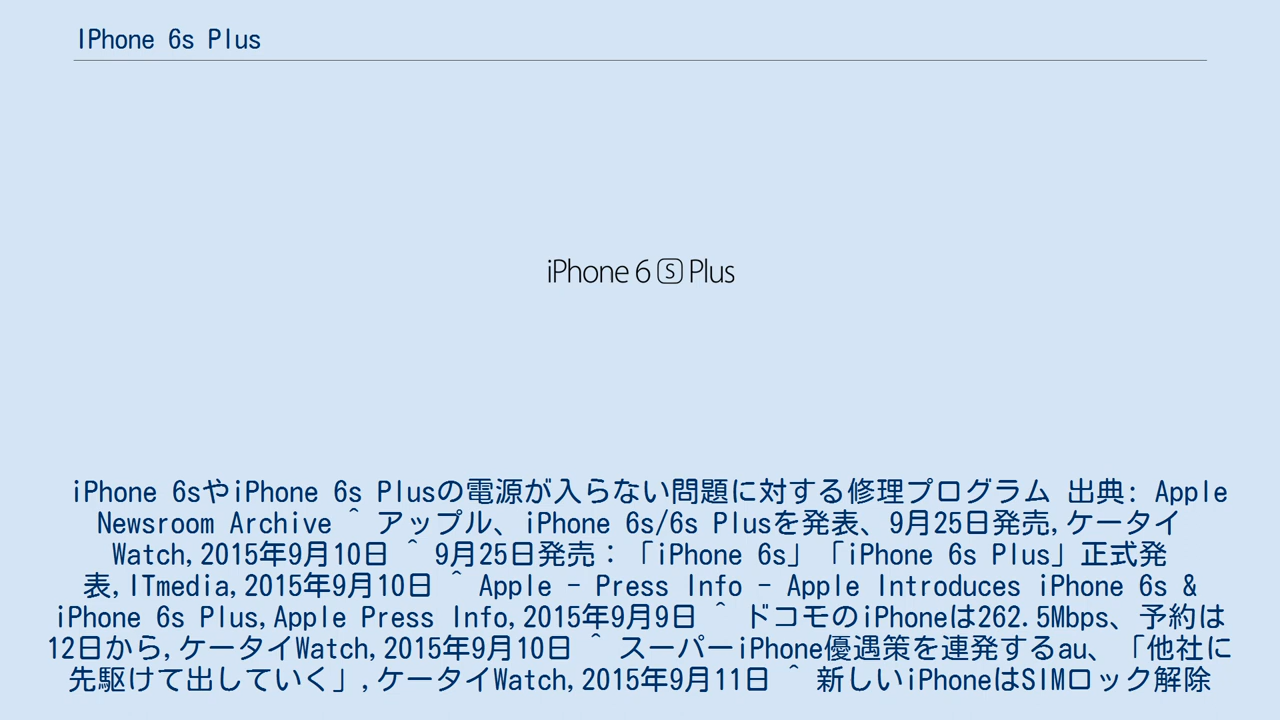 IPhone 6s Plus
iPhone 6 S Plus
iPhone 6sやiPhone 6s Plusの電源が入らない問題に対する修理プログラム 出典: Apple
Newsroom Archive ^ アップル、iPhone 6s/6s Plusを発表、9月25日発売,ケータイ
Watch,2015年9月10日 ^ 9月25日発売：「iPhone 6s」「iPhone 6s Plus」正式発
表,ITmedia,2015年9月10日 ^ Apple - Press Info - Apple Introduces iPhone 6s &
iPhone 6s Plus,Apple Press Info,2015年9月9日 ^ ドコモのiPhoneは262.5Mbps、予約は
12日から,ケータイWatch,2015年9月10日 ^ スーパーiPhone優遇策を連発するau、「他社に
先駆けて出していく」,ケータイWatch,2015年9月11日 ^ 新しいiPhoneはSIMロック解除